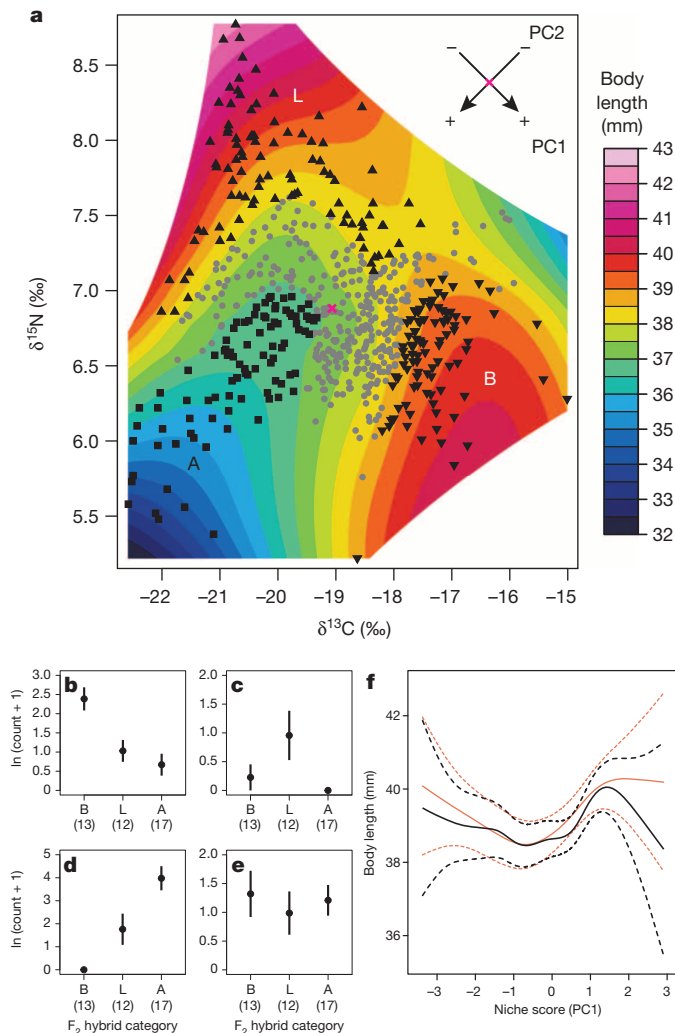 a
PC2
PC1
−
−
+
+
L
B
A
8.5
8.0
7.5
7.0
6.5
6.0
5.5
δ15N (‰)
−22
−21
−20
−19
−18
−17
−16
−15
δ13C (‰)
Body
length
(mm)
43
42
41
40
39
38
37
36
35
34
33
32
b
3.0
2.5
2.0
1.5
1.0
0.5
0
ln (count + 1)
B L A
(13) (12) (17)
c
2.0
1.5
1.0
0.5
0
B L A
(13) (12) (17)
d
5
4
3
2
1
0
ln (count + 1)
B L A
(13) (12) (17)
F2 hybrid category
e
2.0
1.5
1.0
0.5
0
B L A
(13) (12) (17)
F2 hybrid category
f
42
40
38
36
Body length (mm)
−3 −2 −1 0 1 2 3
Niche score (PC1)